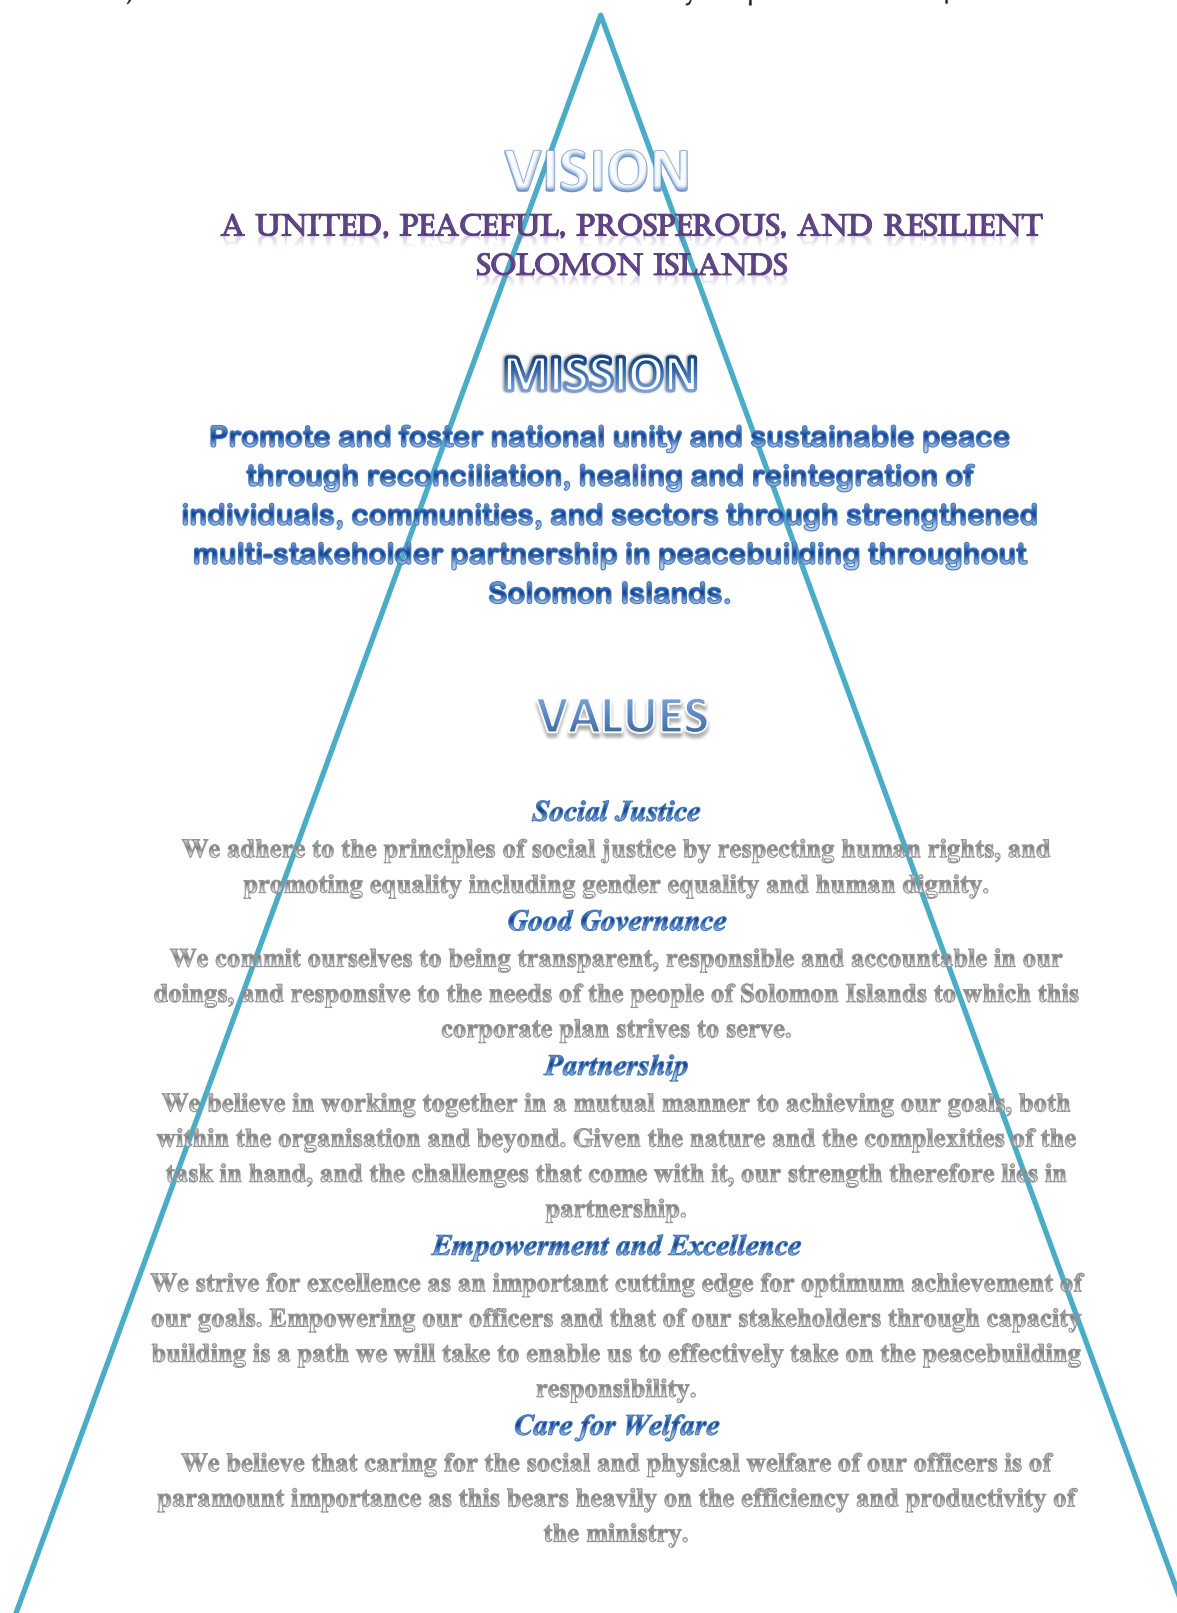 VISION
A UNITED, PEACEFUL, PROSPEROUS, AND RESILIENT
SOLOMON ISLANDS
MISSION
Promote and foster national unity and sustainable peace
through reconciliation, healing and reintegration of
individuals, communities, and sectors through strengthened
multi-stakeholder partnership in peacebuilding throughout
Solomon Islands.
VALUES
Social Justice
We adhere to the principles of social justice by respecting human rights, and
promoting equality including gender equality and human dignity.
Good Governance
We commit ourselves to being transparent, responsible and accountable in our
doings, and responsive to the needs of the people of Solomon Islands to which this
corporate plan strives to serve.
Partnership
We believe in working together in a mutual manner to achieving our goals, both
within the organisation and beyond. Given the nature and the complexities of the
task in hand, and the challenges that come with it, our strength therefore lies in
partnership.
Empowerment and Excellence
We strive for excellence as an important cutting edge for optimum achievement of
our goals. Empowering our officers and that of our stakeholders through capacity
building is a path we will take to enable us to effectively take on the peacebuilding
responsibility.
Care for Welfare
We believe that caring for the social and physical welfare of our officers is of
paramount importance as this bears heavily on the efficiency and productivity of
the ministry.